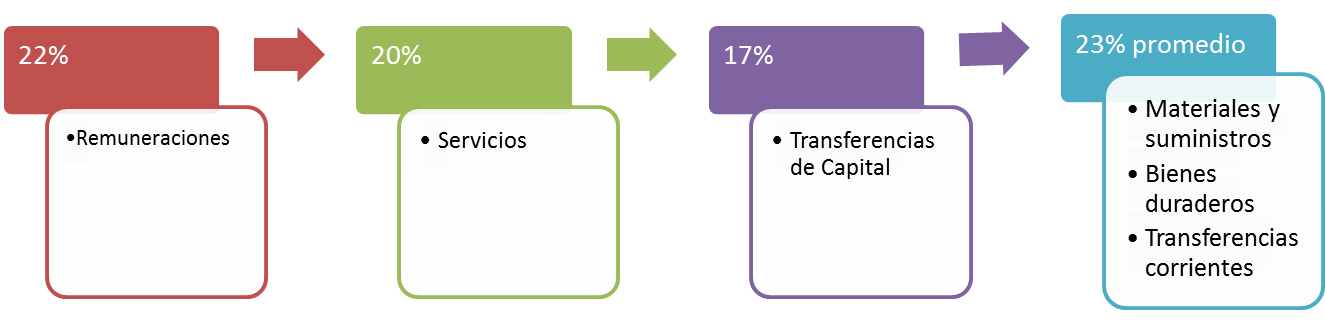 22%
•Remuneraciones
20%
• Servicios
17%
• Transferencias
de Capital
23% promedio
• Materiales y
suministros
• Bienes
duraderos
• Transferencias
corrientes